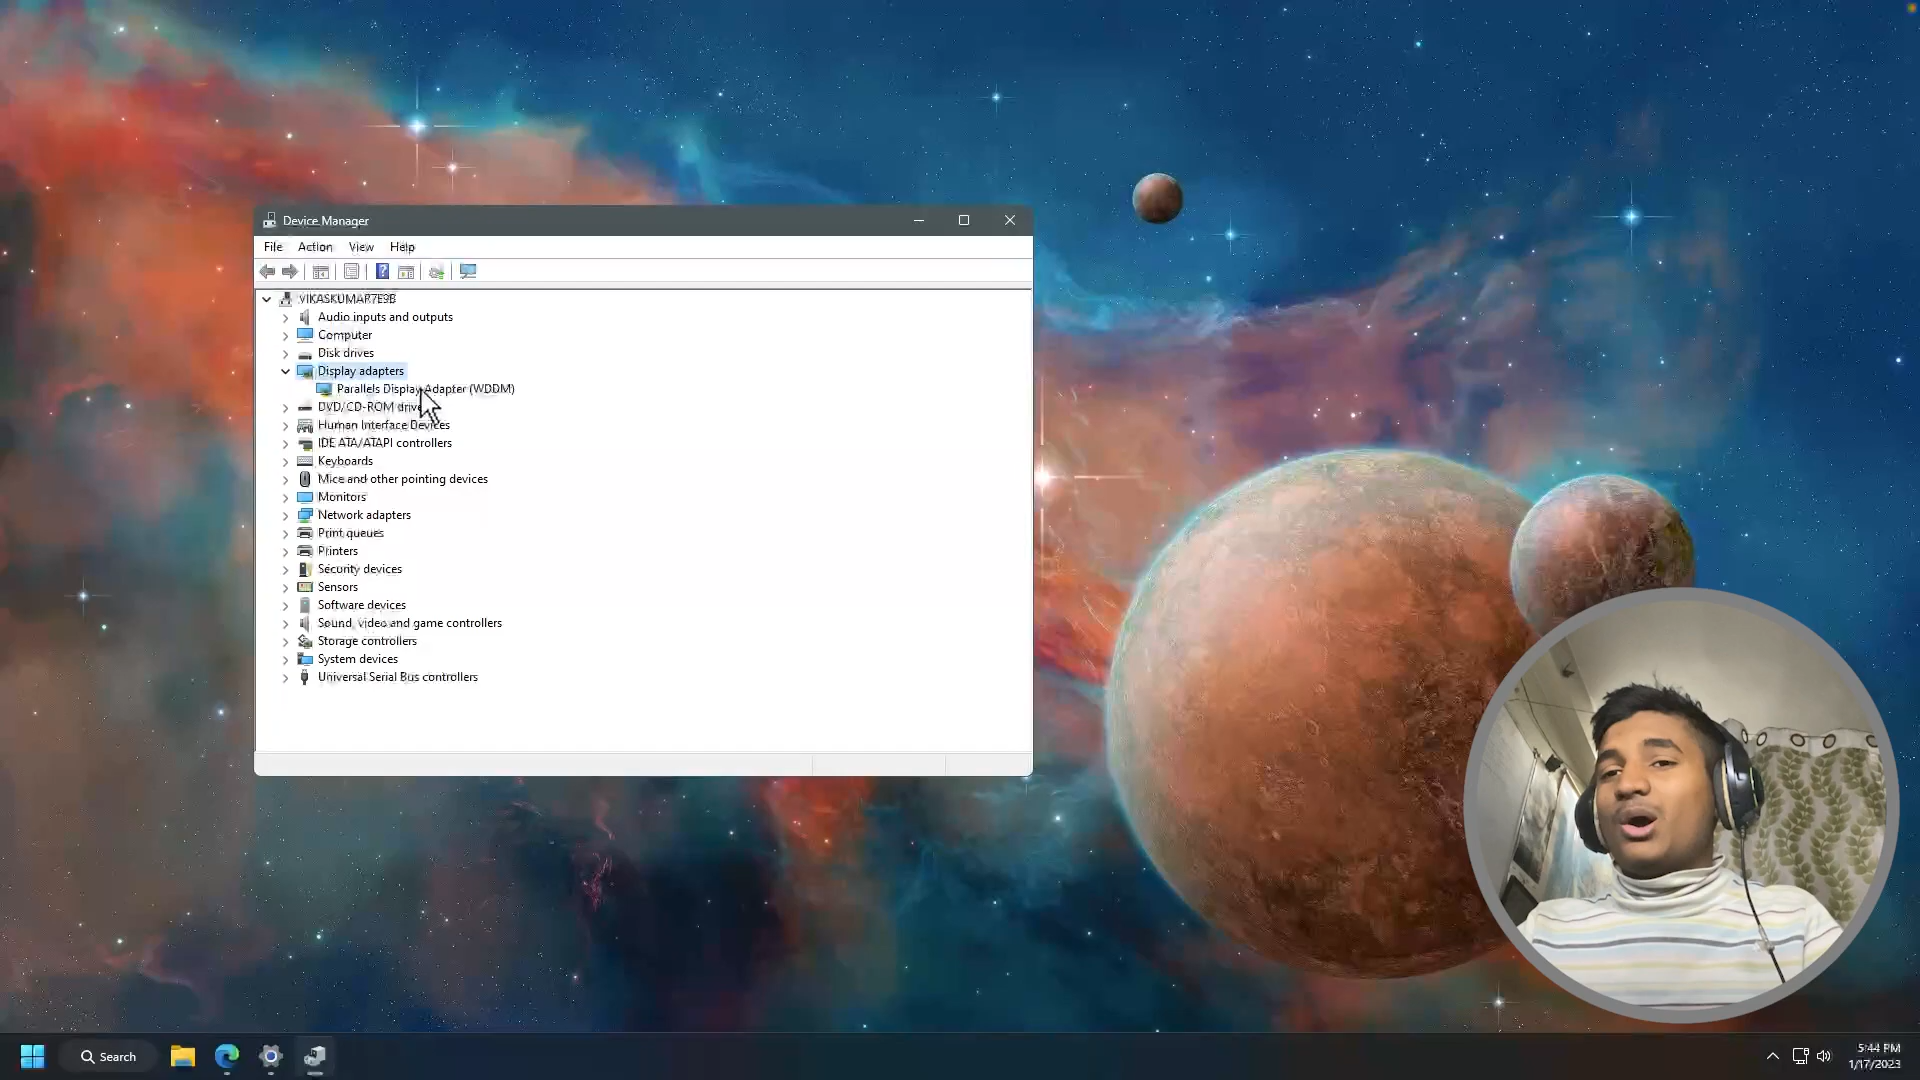 Device Manager
File Action View Help
VIKASKUMAR7E9B
Audio inputs and outputs
Computer
Disk drives
Display adapters
Parallels Display Adapter (WDDM)
DVD/CD-ROM drive
Human Interface Devices
IDE ATA/ATAPI controllers
Keyboards
Mice and other pointing devices
Monitors
Network adapters
Print queues
Printers
Security devices
Sensors
Software devices
Sound, video and game controllers
Storage controllers
System devices
Universal Serial Bus controllers
Search
5:44 PM
1/17/2023